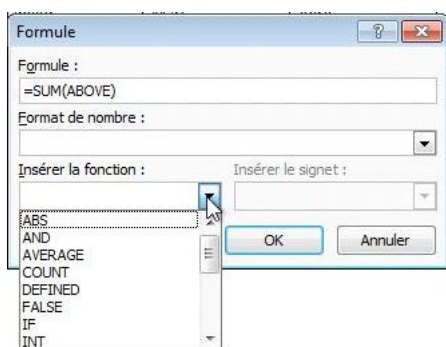 Formule
Formule :
=SUM(ABOVE)
Format de nombre :
Insérer la fonction :
Insérer le signet :
ABS
AND
AVERAGE
COUNT
DEFINED
FALSE
IF
INT
OK
Annuler